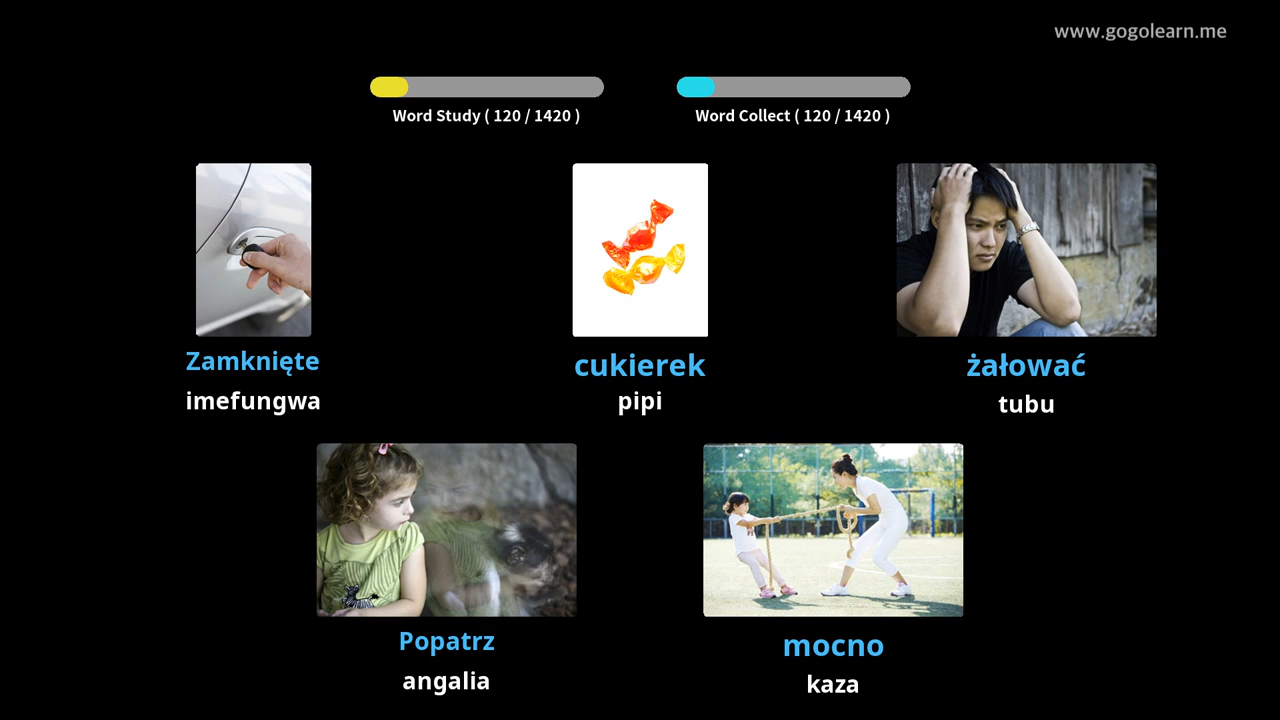 www.gogolearn.me
Word Study ( 120 / 1420 )
Word Collect ( 120 / 1420 )
Zamknięte
imefungwa
cukierek
pipi
żałować
tubu
Popatrz
angalia
mocno
kaza